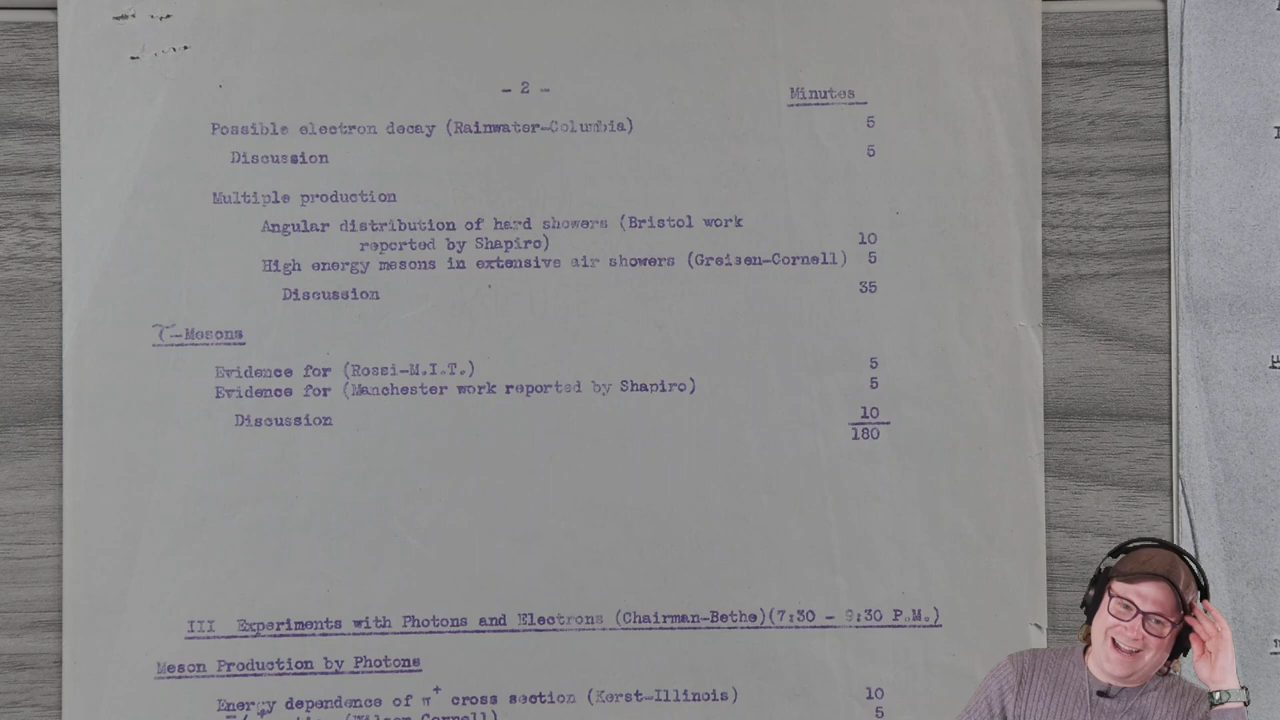 - 2 -
Minutes
Possible electron decay (Rainwater-Columbia) 5
Discussion 5
Multiple production
Angular distribution of hard showers (Bristol work
reported by Shapiro) 10
High energy mesons in extensive air showers (Greisen-Cornell) 5
Discussion 35
τ-Mesons
Evidence for (Rossi-M.I.T.) 5
Evidence for (Manchester work reported by Shapiro) 5
Discussion 10
180
III Experiments with Photons and Electrons (Chairman-Bethe)(7:30 - 9:30 P.M.)
Meson Production by Photons
Energy dependence of π+ cross section (Kerst-Illinois) 10
(Wilson-Cornell) 5